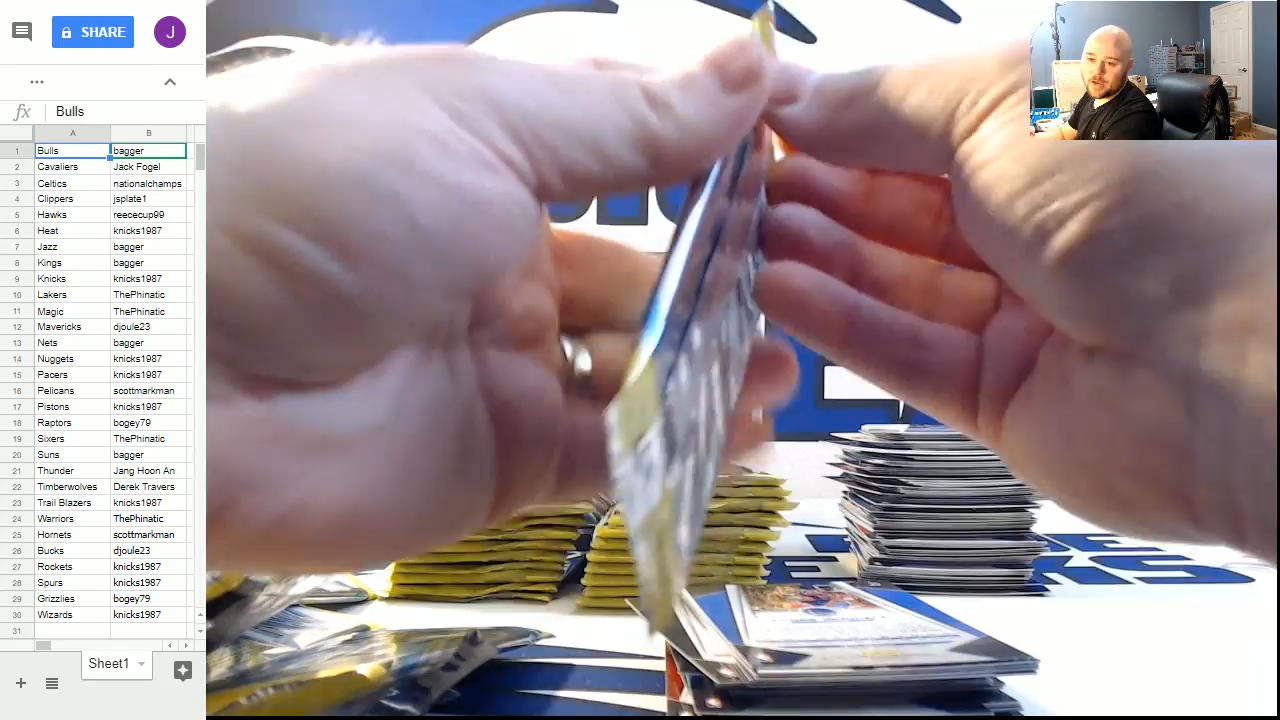 SHARE
J
...
fx Bulls
A B
1 Bulls bagger
2 Cavaliers Jack Fogel
3 Celtics nationalchamps
4 Clippers jsplate1
5 Hawks reececup99
6 Heat knicks1987
7 Jazz bagger
8 Kings bagger
9 Knicks knicks1987
10 Lakers ThePhinatic
11 Magic ThePhinatic
12 Mavericks djoule23
13 Nets bagger
14 Nuggets knicks1987
15 Pacers knicks1987
16 Pelicans scottmarkman
17 Pistons knicks1987
18 Raptors bogey79
19 Sixers ThePhinatic
20 Suns bagger
21 Thunder Jang Hoon An
22 Timberwolves Derek Travers
23 Trail Blazers knicks1987
24 Warriors ThePhinatic
25 Hornets scottmarkman
26 Bucks djoule23
27 Rockets knicks1987
28 Spurs knicks1987
29 Grizzlies bogey79
30 Wizards knicks1987
31
Sheet1